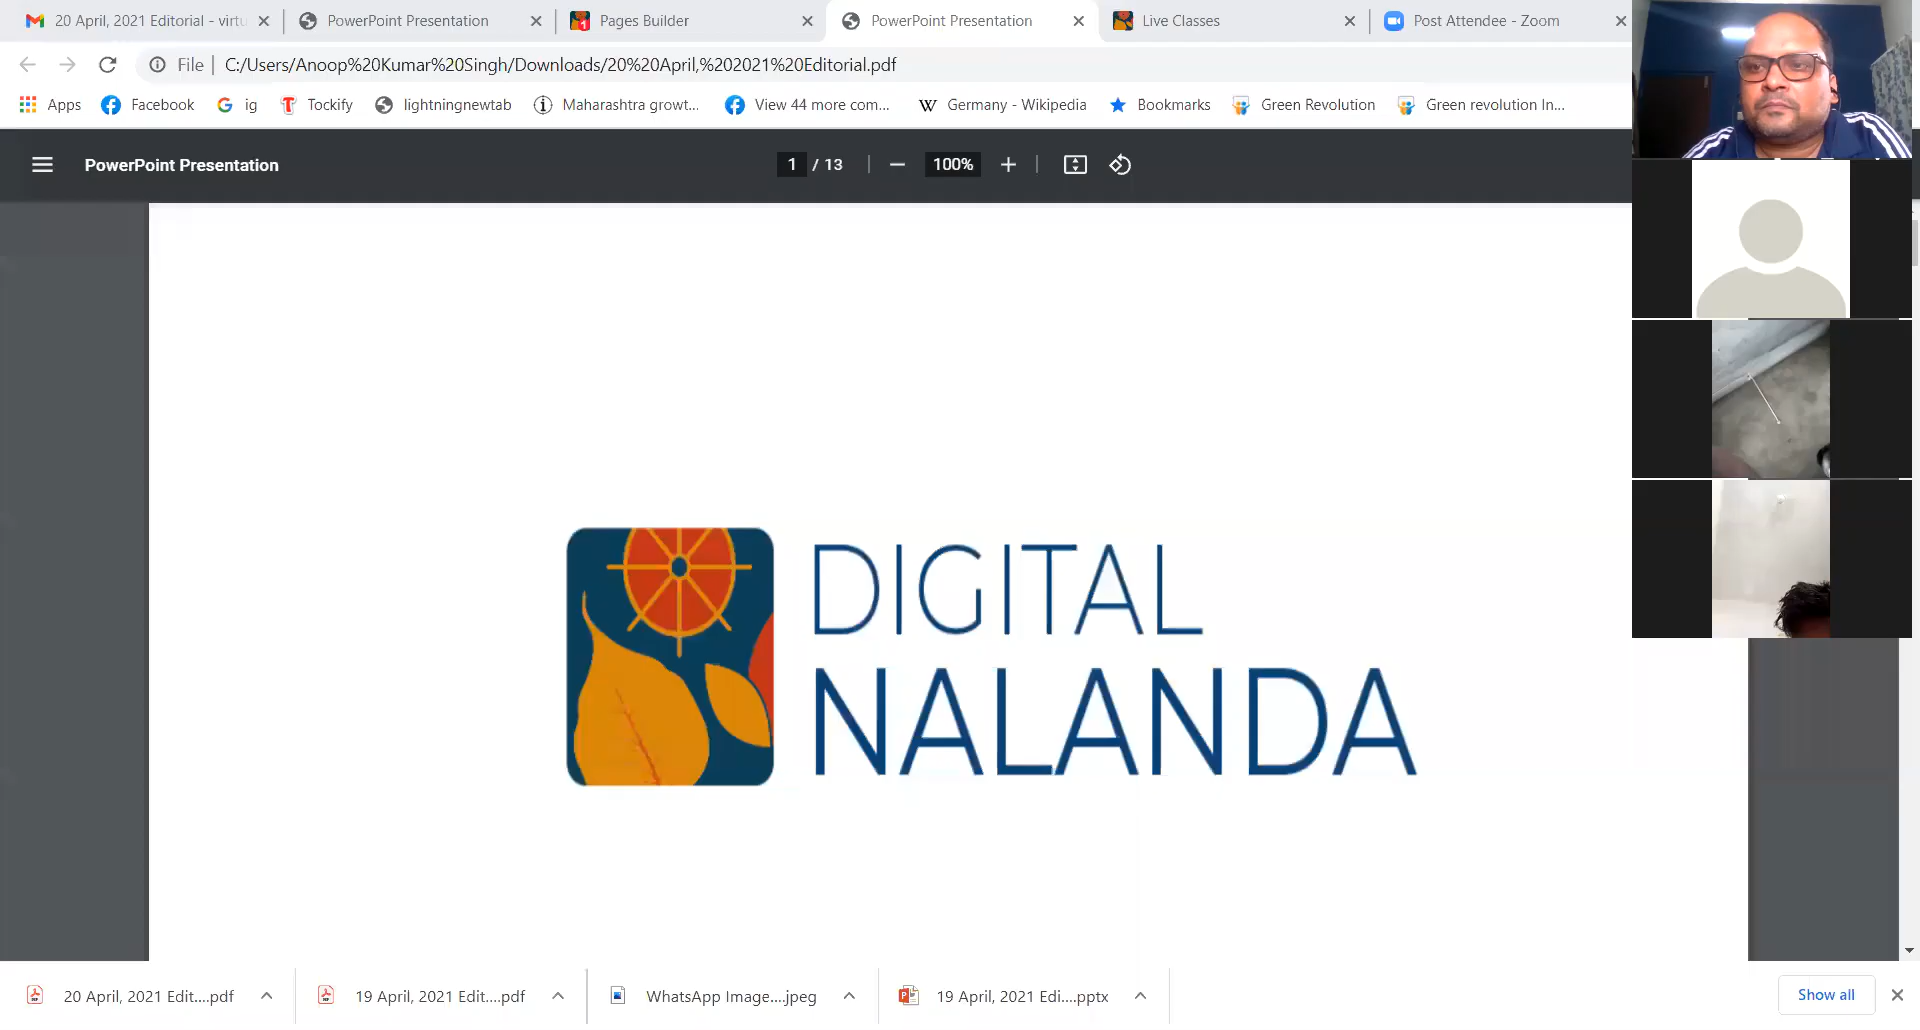 20 April, 2021 Editorial - virtu
PowerPoint Presentation
Pages Builder
PowerPoint Presentation
Live Classes
Post Attendee - Zoom
File
C:/Users/Anoop%20Kumar%20Singh/Downloads/20%20April,%202021%20Editorial.pdf
Apps
Facebook
ig
Tockify
lightningnewtab
Maharashtra growt...
View 44 more com...
Germany - Wikipedia
Bookmarks
Green Revolution
Green revolution In...
PowerPoint Presentation
1 / 13
100%
DIGITAL
NALANDA
20 April, 2021 Edit....pdf
19 April, 2021 Edit....pdf
WhatsApp Image....jpeg
19 April, 2021 Edi....pptx
Show all